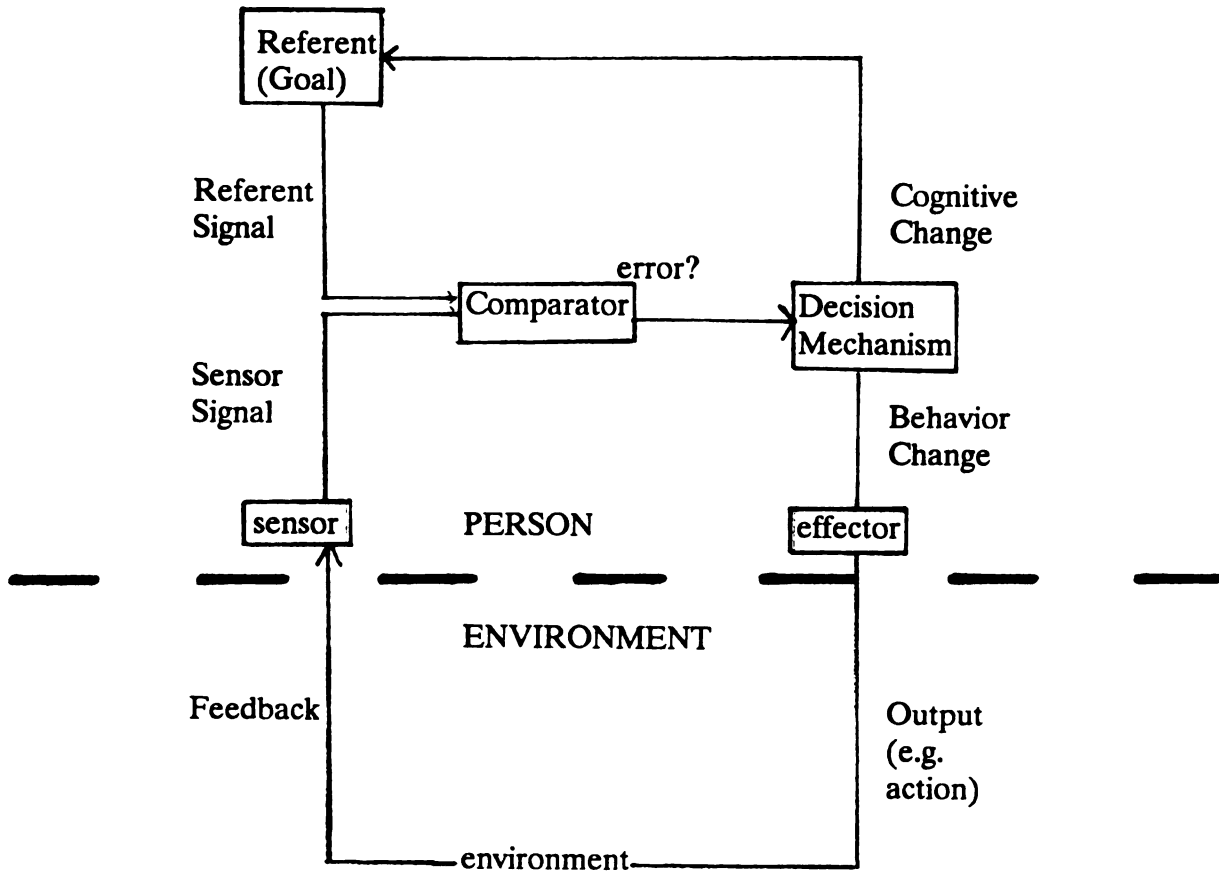 Referent
(Goal)
Referent
Signal
Cognitive
Change
error?
Comparator
Decision
Mechanism
Sensor
Signal
Behavior
Change
sensor
PERSON
effector
ENVIRONMENT
Feedback
Output
(e.g.
action)
environment